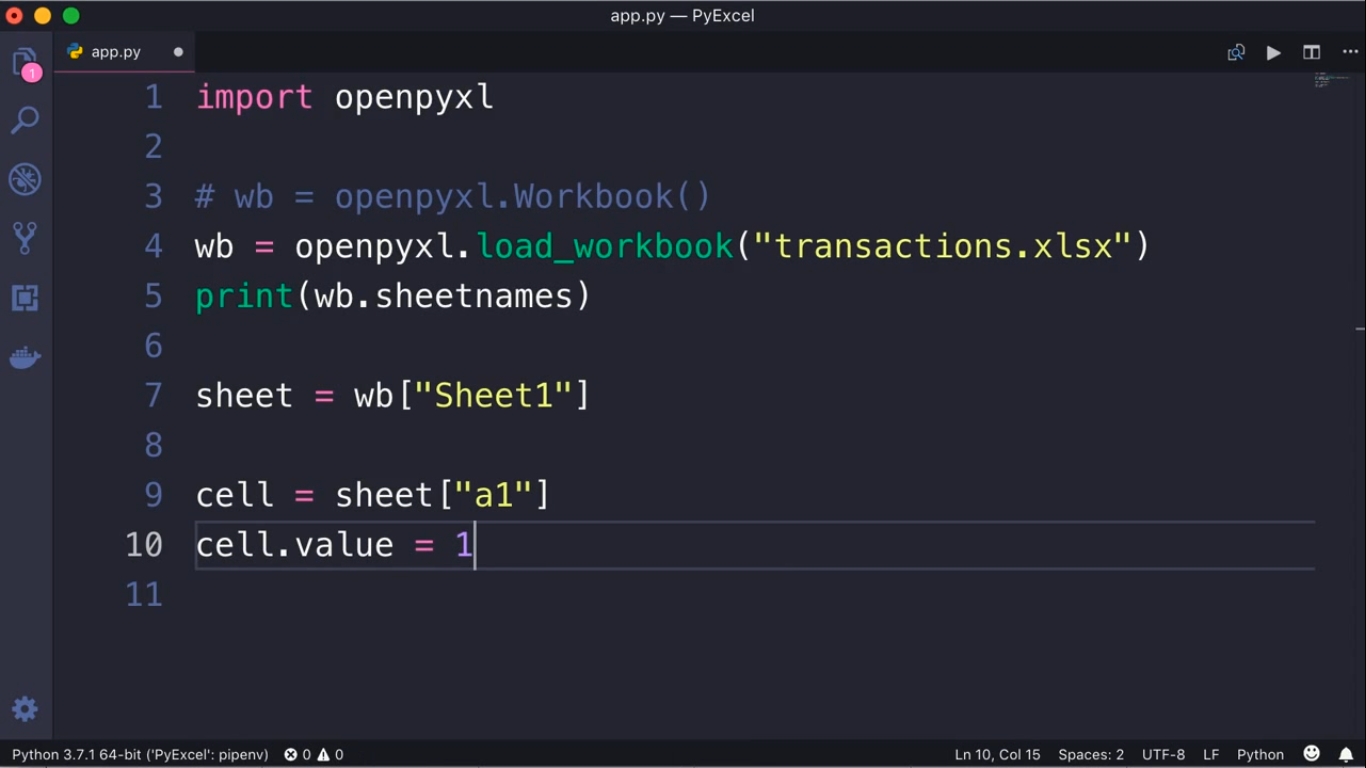 app.py — PyExcel
app.py
1
1 import openpyxl
2
3 # wb = openpyxl.Workbook()
4 wb = openpyxl.load_workbook("transactions.xlsx")
5 print(wb.sheetnames)
6
7 sheet = wb["Sheet1"]
8
9 cell = sheet["a1"]
10 cell.value = 1
11
Python 3.7.1 64-bit ('PyExcel': pipenv) 0 0 Ln 10, Col 15 Spaces: 2 UTF-8 LF Python